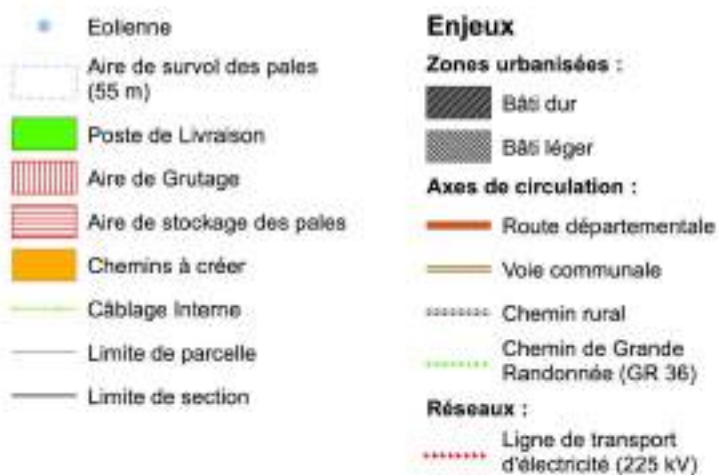 Eolienne
Aire de survol des pales
(55 m)
Poste de Livraison
Aire de Grutage
Aire de stockage des pales
Chemins à créer
Câblage Interne
Limite de parcelle
Limite de section
Enjeux
Zones urbanisées :
Bâti dur
Bâti léger
Axes de circulation :
Route départementale
Voie communale
Chemin rural
Chemin de Grande
Randonnée (GR 36)
Réseaux :
Ligne de transport
d'électricité (225 kV)